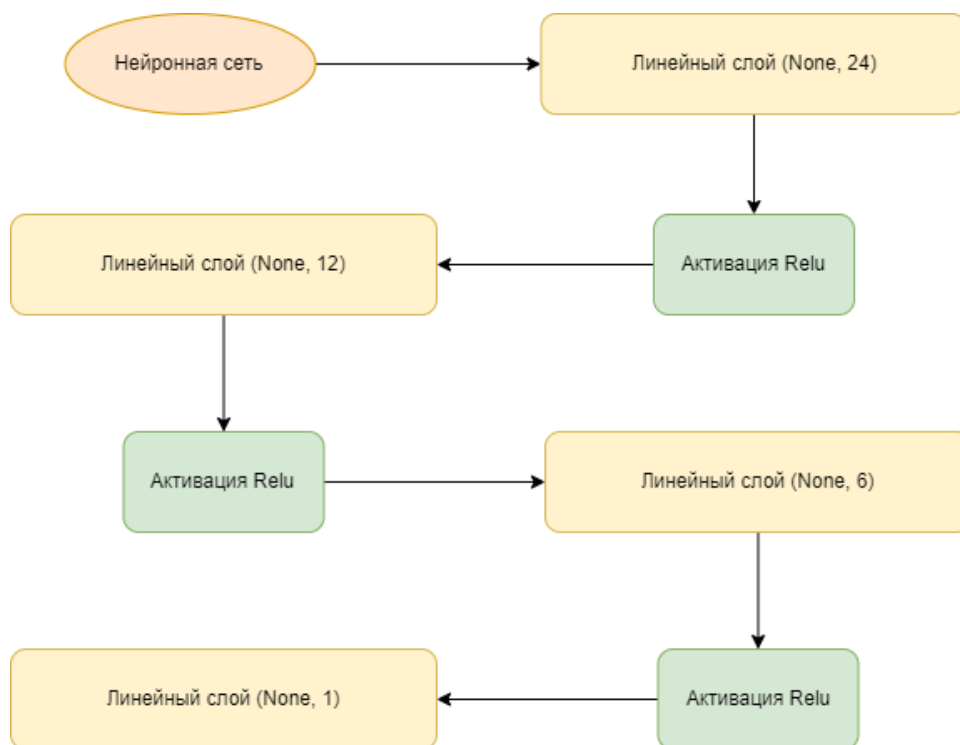 Нейронная сеть
Линейный слой (None, 24)
Активация Relu
Линейный слой (None, 12)
Активация Relu
Линейный слой (None, 6)
Активация Relu
Линейный слой (None, 1)